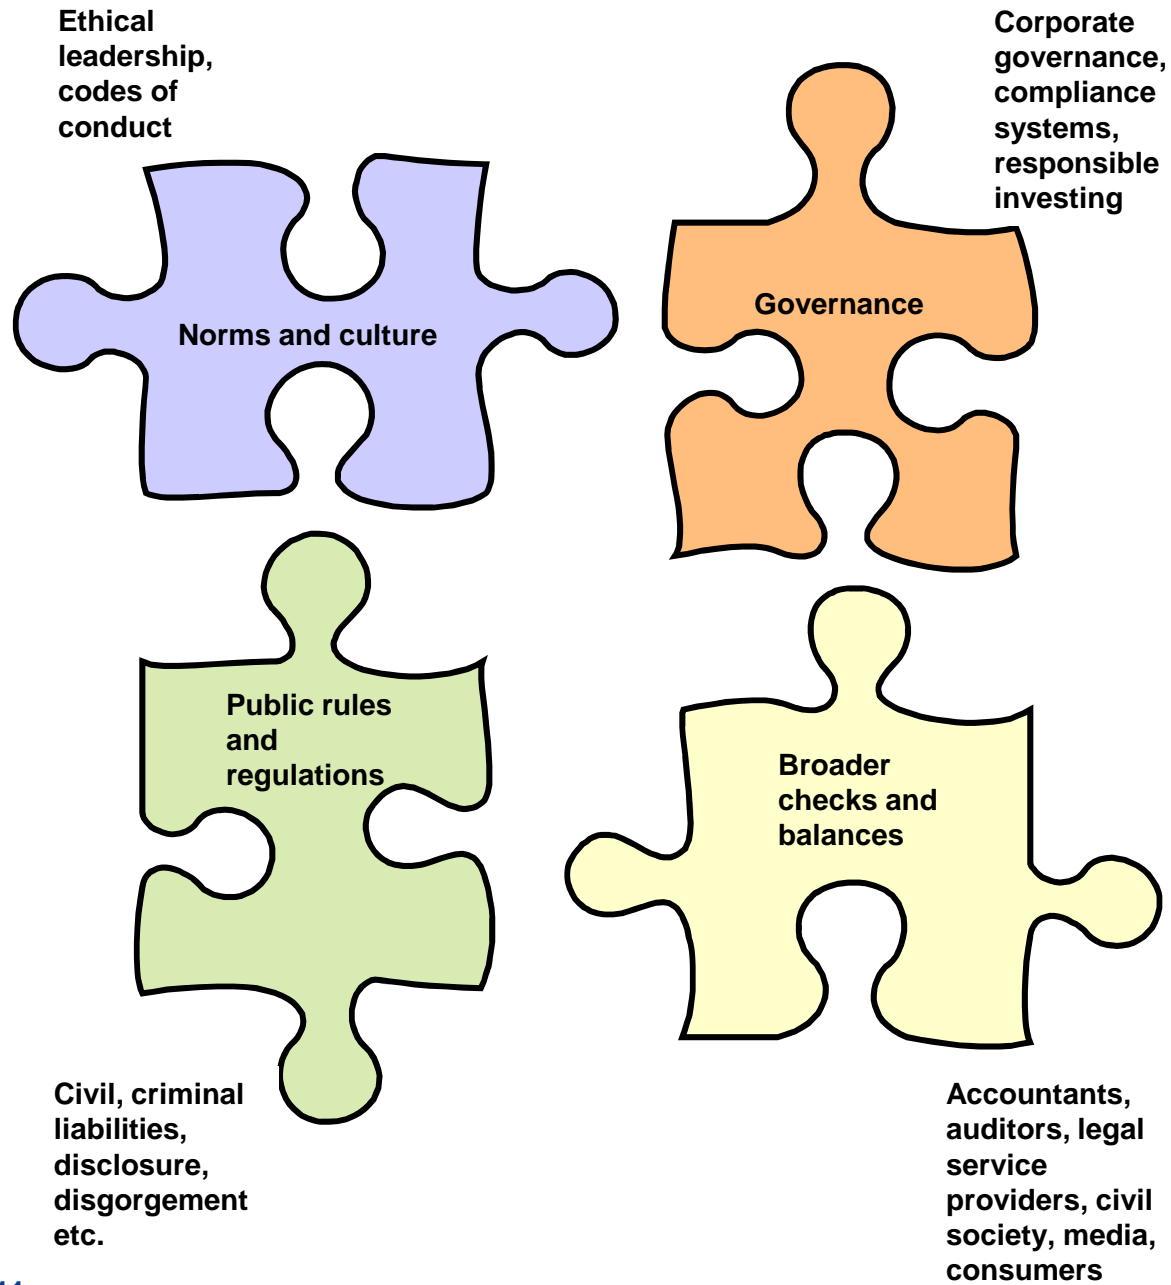 Ethical
leadership,
codes of
conduct
Corporate
governance,
compliance
systems,
responsible
investing
Norms and culture
Governance
Public rules
and
regulations
Broader
checks and
balances
Civil, criminal
liabilities,
disclosure,
disgorgement
etc.
Accountants,
auditors, legal
service
providers, civil
society, media,
consumers